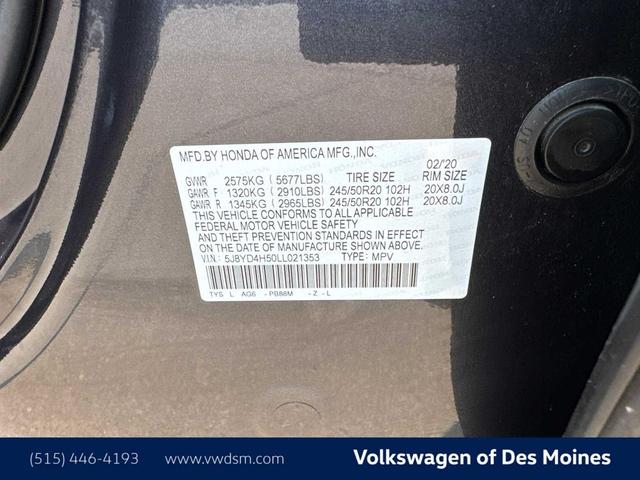 MFD.BY HONDA OF AMERICA MFG.,INC.
02/'20
GVWR 2575KG ( 5677LBS) TIRE SIZE RIM SIZE
GAWR F 1320KG ( 2910LBS) 245/50R20 102H 20X8.0J
GAWR R 1345KG ( 2965LBS) 245/50R20 102H 20X8.0J
THIS VEHICLE CONFORMS TO ALL APPLICABLE
FEDERAL MOTOR VEHICLE SAFETY
AND THEFT PREVENTION STANDARDS IN EFFECT
ON THE DATE OF MANUFACTURE SHOWN ABOVE.
V.I.N.: 5J8YD4H50LL021353 TYPE: MPV
TYS L AG6 - PB88M - Z - L
(515) 446-4193 www.vwdsm.com Volkswagen of Des Moines